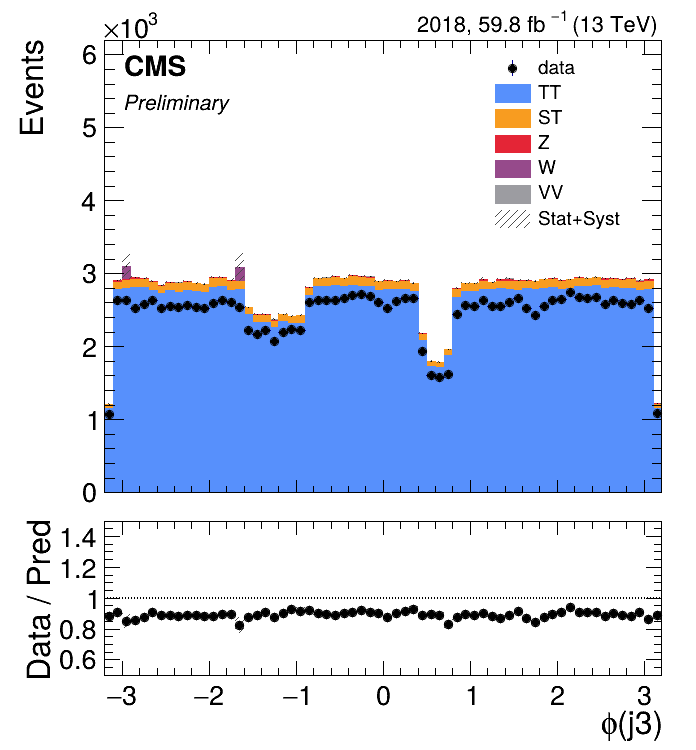 ×10³
2018, 59.8 fb⁻¹ (13 TeV)
Events
CMS
Preliminary
data
TT
ST
Z
W
VV
Stat+Syst
6
5
4
3
2
1
0
Data / Pred
1.4
1.2
1
0.8
0.6
−3 −2 −1 0 1 2 3
ϕ(j3)